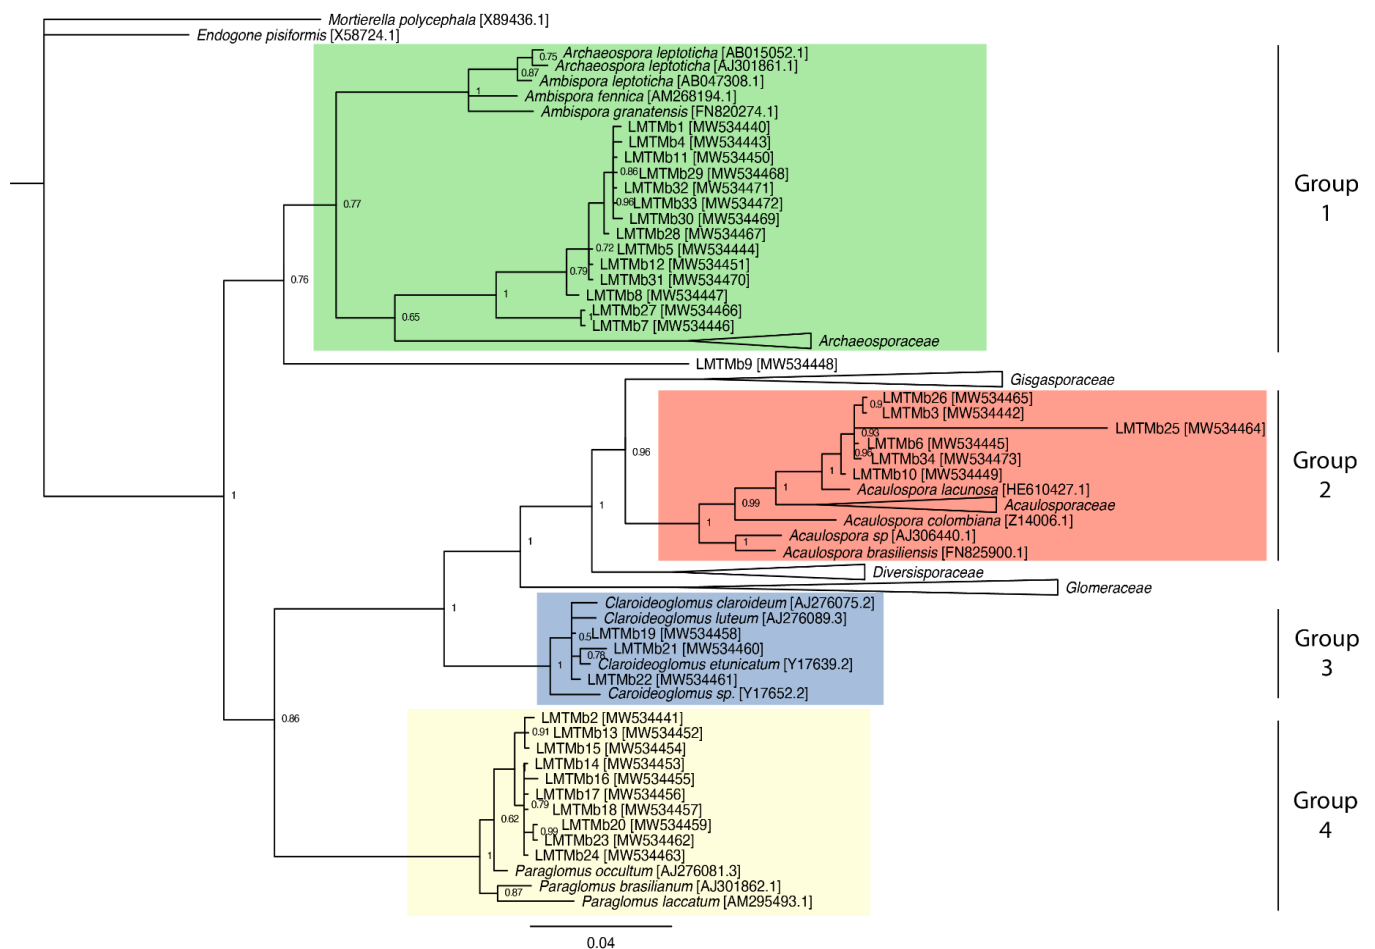 Mortierella polycephala [X89436.1]
Endogone pisiformis [X58724.1]
0.75 Archaeospora leptoticha [AB015052.1]
0.87 Archaeospora leptoticha [AJ301861.1]
Ambispora leptoticha [AB047308.1]
1 Ambispora fennica [AM268194.1]
Ambispora granatensis [FN820274.1]
LMTMb1 [MW534440]
LMTMb4 [MW534443]
LMTMb11 [MW534450]
0.86 LMTMb29 [MW534468]
Group
1
LMTMb32 [MW534471]
0.77
0.96 LMTMb33 [MW534472]
LMTMb30 [MW534469]
LMTMb28 [MW534467]
0.72 LMTMb5 [MW534444]
0.79 LMTMb12 [MW534451]
0.76
LMTMb31 [MW534470]
1 LMTMb8 [MW534447]
1 LMTMb27 [MW534466]
0.65
LMTMb7 [MW534446]
Archaeosporaceae
LMTMb9 [MW534448]
Gisgasporaceae
0.9 LMTMb26 [MW534465]
LMTMb3 [MW534442]
0.93 LMTMb25 [MW534464]
LMTMb6 [MW534445]
0.96
LMTMb34 [MW534473]
Group
2
1 LMTMb10 [MW534449]
1 Acaulospora lacunosa [HE610427.1]
1
0.99 Acaulosporaceae
1
1 Acaulospora colombiana [Z14006.1]
Acaulospora sp [AJ306440.1]
1
1 Acaulospora brasiliensis [FN825900.1]
Diversisporaceae
Glomeraceae
Claroideoglomus claroideum [AJ276075.2]
1
Claroideoglomus luteum [AJ276089.3]
0.5 LMTMb19 [MW534458]
LMTMb21 [MW534460]
0.78
Group
3
1 Claroideoglomus etunicatum [Y17639.2]
LMTMb22 [MW534461]
Caroideoglomus sp. [Y17652.2]
0.86
LMTMb2 [MW534441]
0.91 LMTMb13 [MW534452]
LMTMb15 [MW534454]
LMTMb14 [MW534453]
LMTMb16 [MW534455]
LMTMb17 [MW534456]
0.79
LMTMb18 [MW534457]
Group
4
0.62
LMTMb20 [MW534459]
0.99
LMTMb23 [MW534462]
1 LMTMb24 [MW534463]
Paraglomus occultum [AJ276081.3]
0.87 Paraglomus brasilianum [AJ301862.1]
Paraglomus laccatum [AM295493.1]
0.04